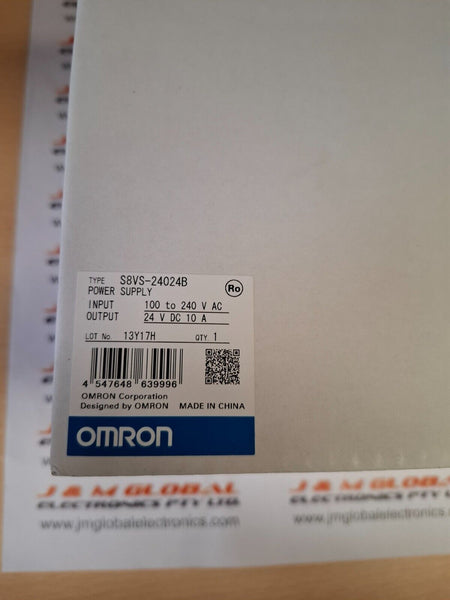 TYPE S8VS-24024B
POWER SUPPLY
Ro
INPUT 100 to 240 V AC
OUTPUT 24 V DC 10 A
LOT No. 13Y17H QTY 1
4 547648 639996
OMRON Corporation
Designed by OMRON MADE IN CHINA
OMRON
J & M GLOBAL
ELECTRONICS PTY LTD
www.jmglobalelectronics.com
J & M GLOBAL
ELECTRONICS PTY LTD
www.jmglobalelectronics.c